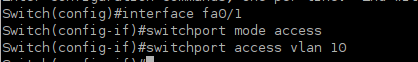 Switch(config)#interface fa0/1
Switch(config-if)#switchport mode access
Switch(config-if)#switchport access vlan 10
Switch(config-if)#